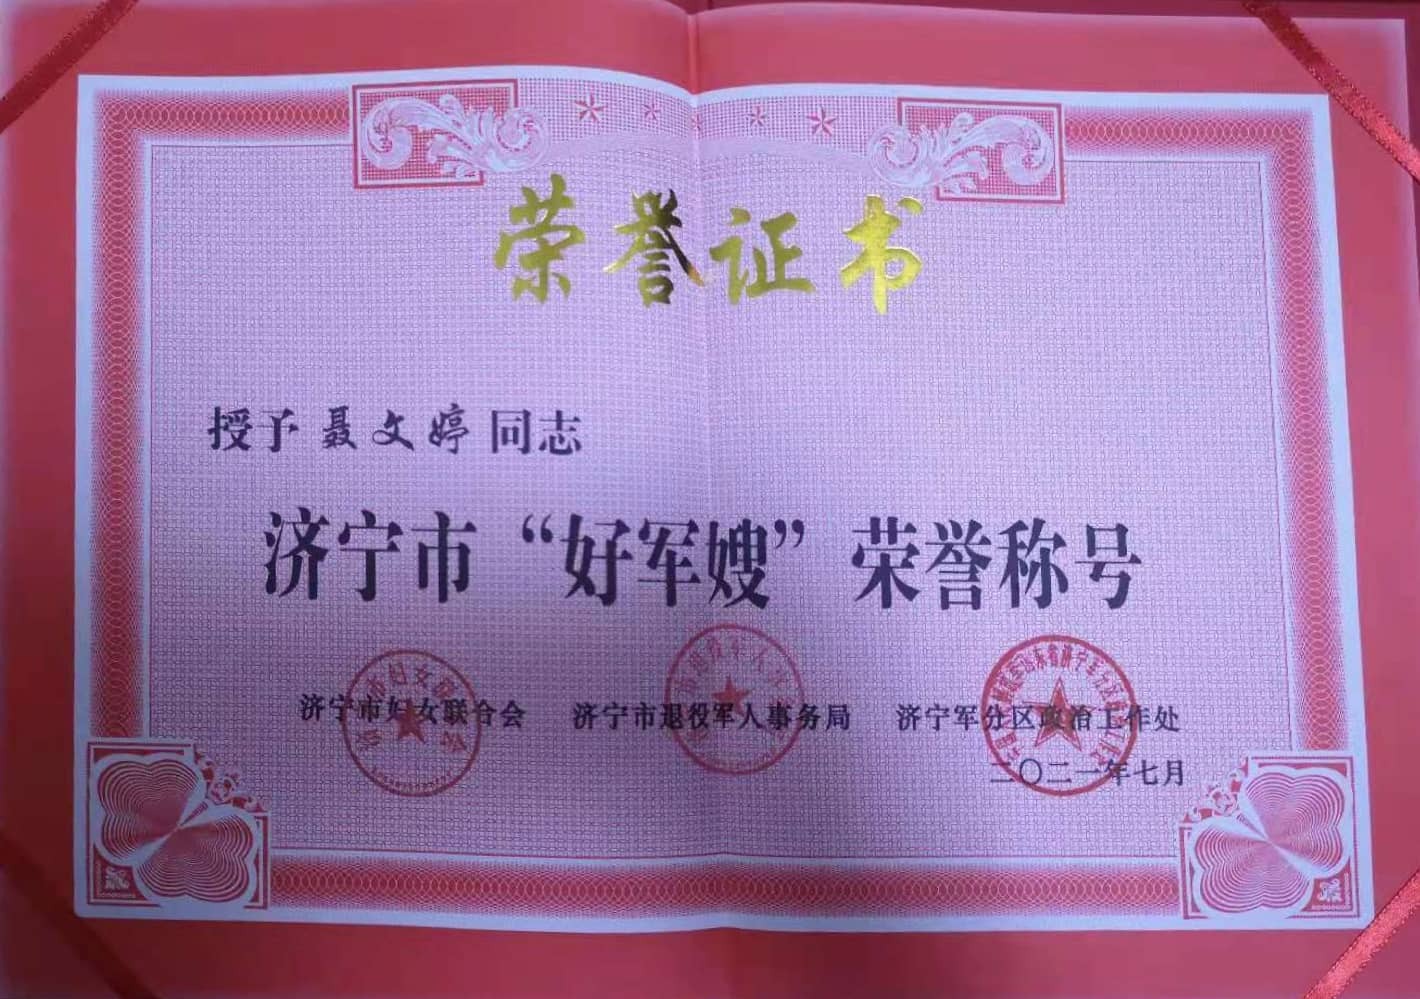 荣誉证书
授予 聂文婷 同志
济宁市“好军嫂”荣誉称号
济宁市妇女联合会 济宁市退役军人事务局 济宁军分区政治工作处
二〇二一年七月